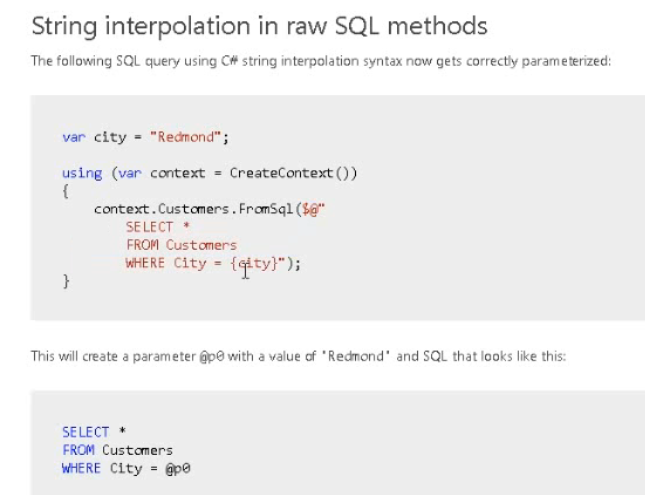 String interpolation in raw SQL methods
The following SQL query using C# string interpolation syntax now gets correctly parameterized:
var city = "Redmond";
using (var context = CreateContext())
{
context.Customers.FromSql($@"
SELECT *
FROM Customers
WHERE City = {city}");
}
This will create a parameter @p0 with a value of 'Redmond' and SQL that looks like this:
SELECT *
FROM Customers
WHERE City = @p0